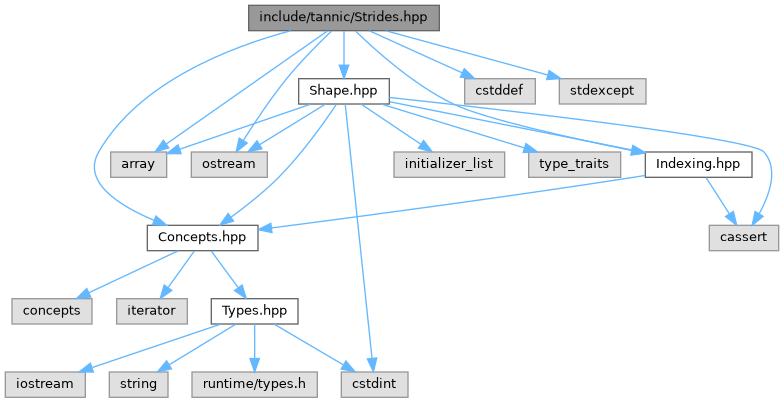 include/tannic/Strides.hpp
Shape.hpp
cstddef
stdexcept
array
ostream
initializer_list
type_traits
Indexing.hpp
Concepts.hpp
cassert
concepts
iterator
Types.hpp
iostream
string
runtime/types.h
cstdint